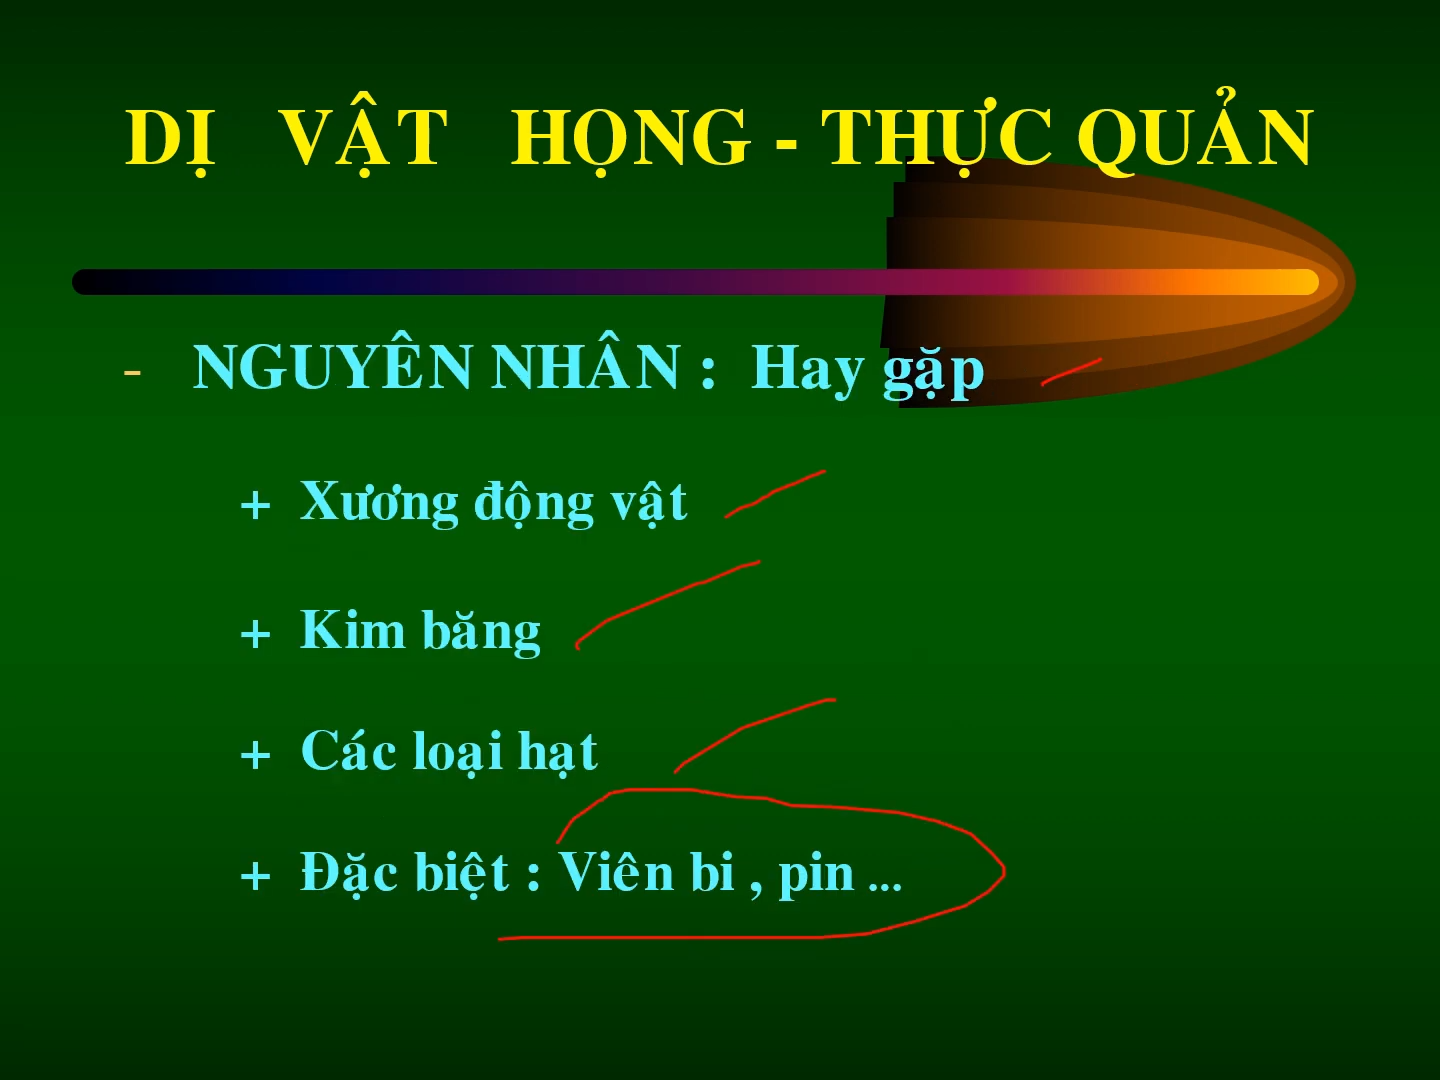 DỊ VẬT HỌNG - THỰC QUẢN
- NGUYÊN NHÂN : Hay gặp
+ Xương động vật
+ Kim băng
+ Các loại hạt
+ Đặc biệt : Viên bi , pin ...